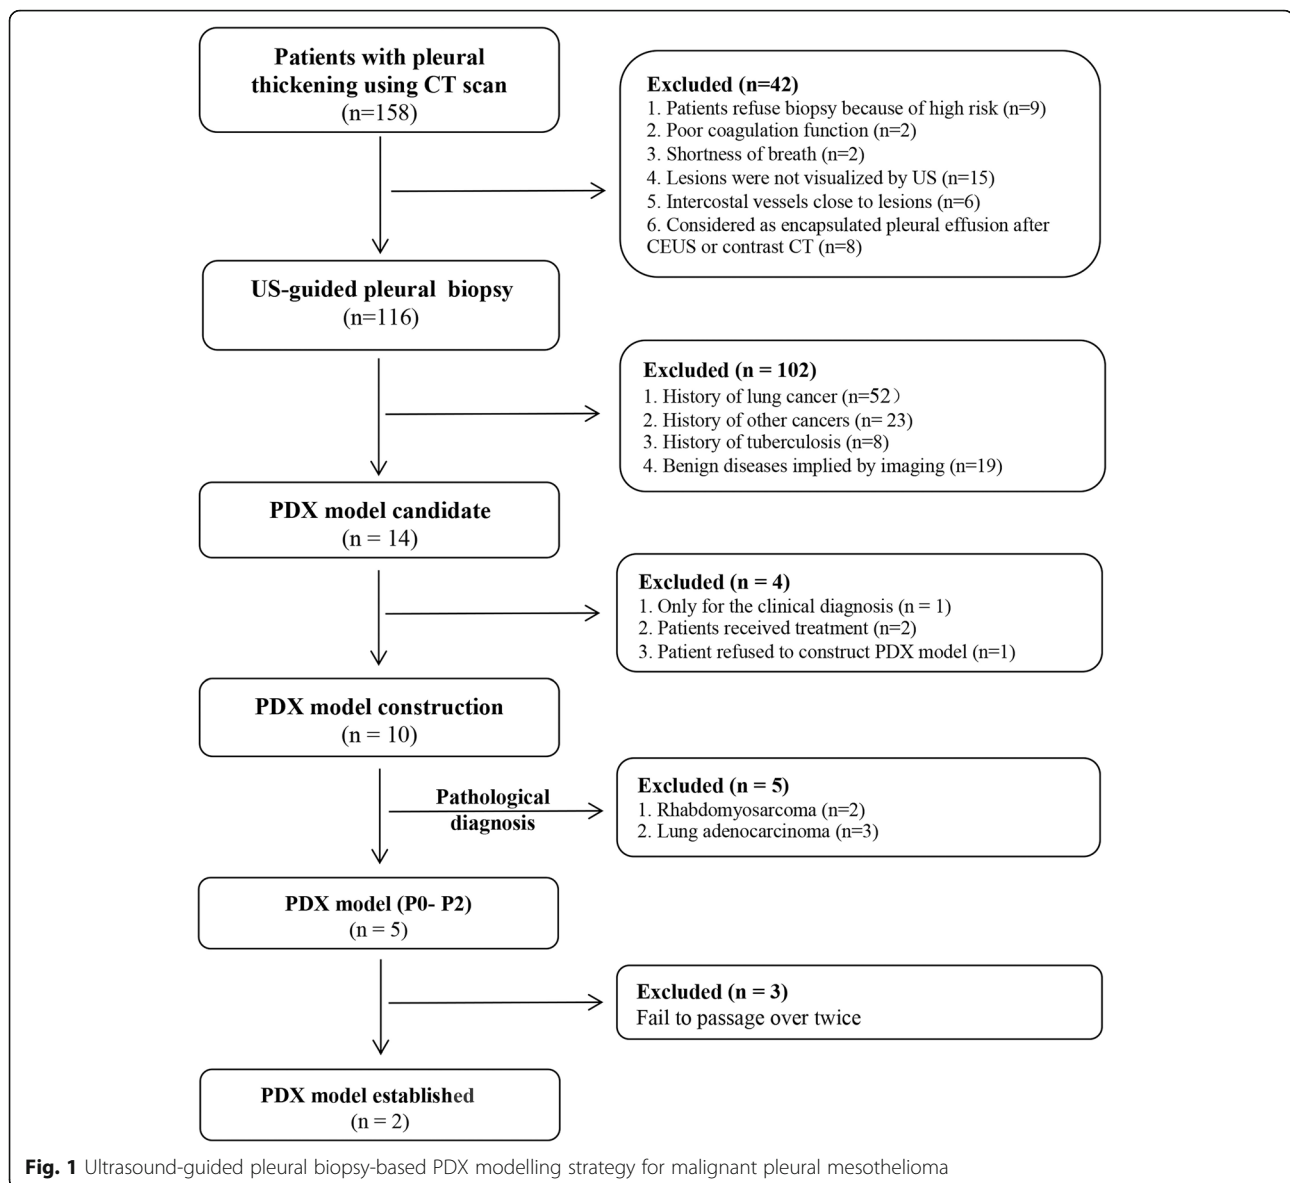 Patients with pleural
thickening using CT scan
(n=158)
Excluded (n=42)
1. Patients refuse biopsy because of high risk (n=9)
2. Poor coagulation function (n=2)
3. Shortness of breath (n=2)
4. Lesions were not visualized by US (n=15)
5. Intercostal vessels close to lesions (n=6)
6. Considered as encapsulated pleural effusion after
CEUS or contrast CT (n=8)
US-guided pleural biopsy
(n=116)
Excluded (n = 102)
1. History of lung cancer (n=52）
2. History of other cancers (n= 23)
3. History of tuberculosis (n=8)
4. Benign diseases implied by imaging (n=19)
PDX model candidate
(n = 14)
Excluded (n = 4)
1. Only for the clinical diagnosis (n = 1)
2. Patients received treatment (n=2)
3. Patient refused to construct PDX model (n=1)
PDX model construction
(n = 10)
Pathological
diagnosis
Excluded (n = 5)
1. Rhabdomyosarcoma (n=2)
2. Lung adenocarcinoma (n=3)
PDX model (P0- P2)
(n = 5)
Excluded (n = 3)
Fail to passage over twice
PDX model established
(n = 2)
Fig. 1 Ultrasound-guided pleural biopsy-based PDX modelling strategy for malignant pleural mesothelioma